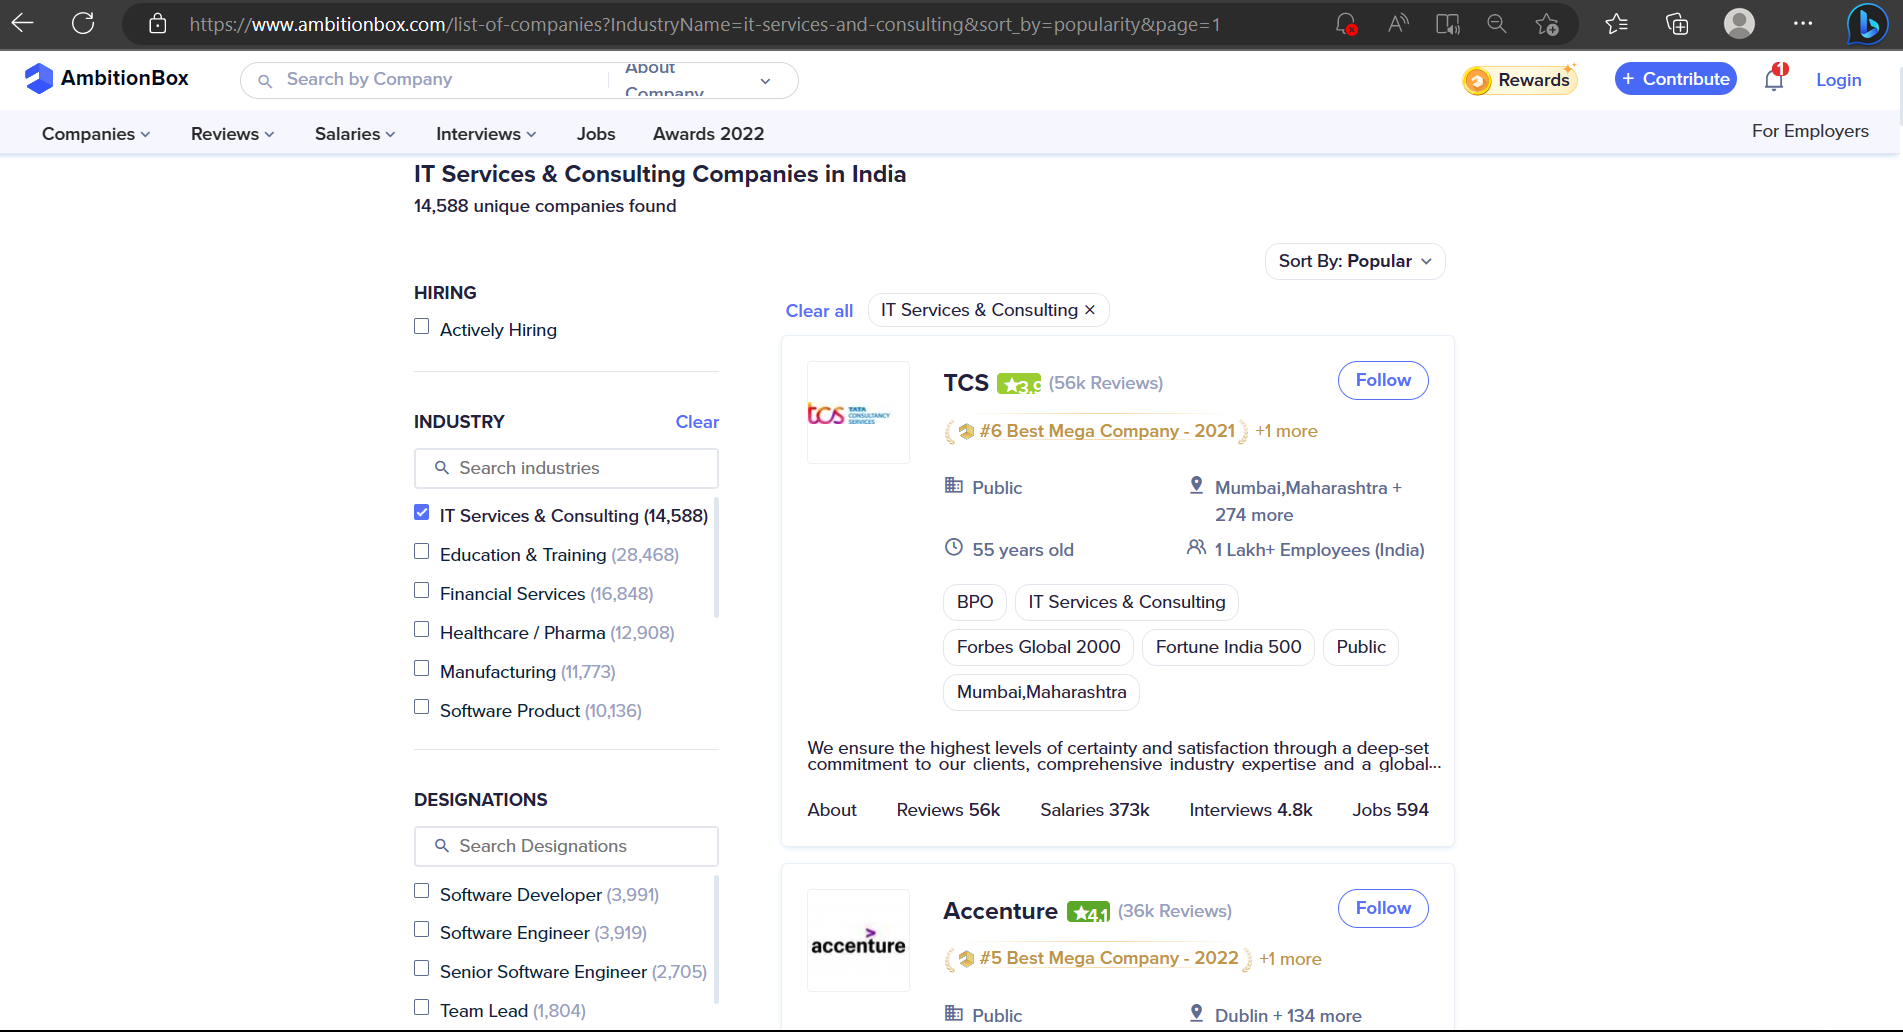 https://www.ambitionbox.com/list-of-companies?IndustryName=it-services-and-consulting&sort_by=popularity&page=1
AmbitionBox
Search by Company
About
Company
Rewards
+ Contribute
1
Login
Companies
Reviews
Salaries
Interviews
Jobs
Awards 2022
For Employers
IT Services & Consulting Companies in India
14,588 unique companies found
Sort By: Popular
HIRING
Actively Hiring
INDUSTRY
Clear
Search industries
IT Services & Consulting (14,588)
Education & Training (28,468)
Financial Services (16,848)
Healthcare / Pharma (12,908)
Manufacturing (11,773)
Software Product (10,136)
DESIGNATIONS
Search Designations
Software Developer (3,991)
Software Engineer (3,919)
Senior Software Engineer (2,705)
Team Lead (1,804)
Clear all
IT Services & Consulting ×
tcs TATA
CONSULTANCY
SERVICES
TCS ★3.9 (56k Reviews)
Follow
#6 Best Mega Company - 2021 +1 more
Public
Mumbai,Maharashtra +
274 more
55 years old
1 Lakh+ Employees (India)
BPO
IT Services & Consulting
Forbes Global 2000
Fortune India 500
Public
Mumbai,Maharashtra
We ensure the highest levels of certainty and satisfaction through a deep-set
commitment to our clients, comprehensive industry expertise and a global...
About
Reviews 56k
Salaries 373k
Interviews 4.8k
Jobs 594
accenture
Accenture ★4.1 (36k Reviews)
Follow
#5 Best Mega Company - 2022 +1 more
Public
Dublin + 134 more